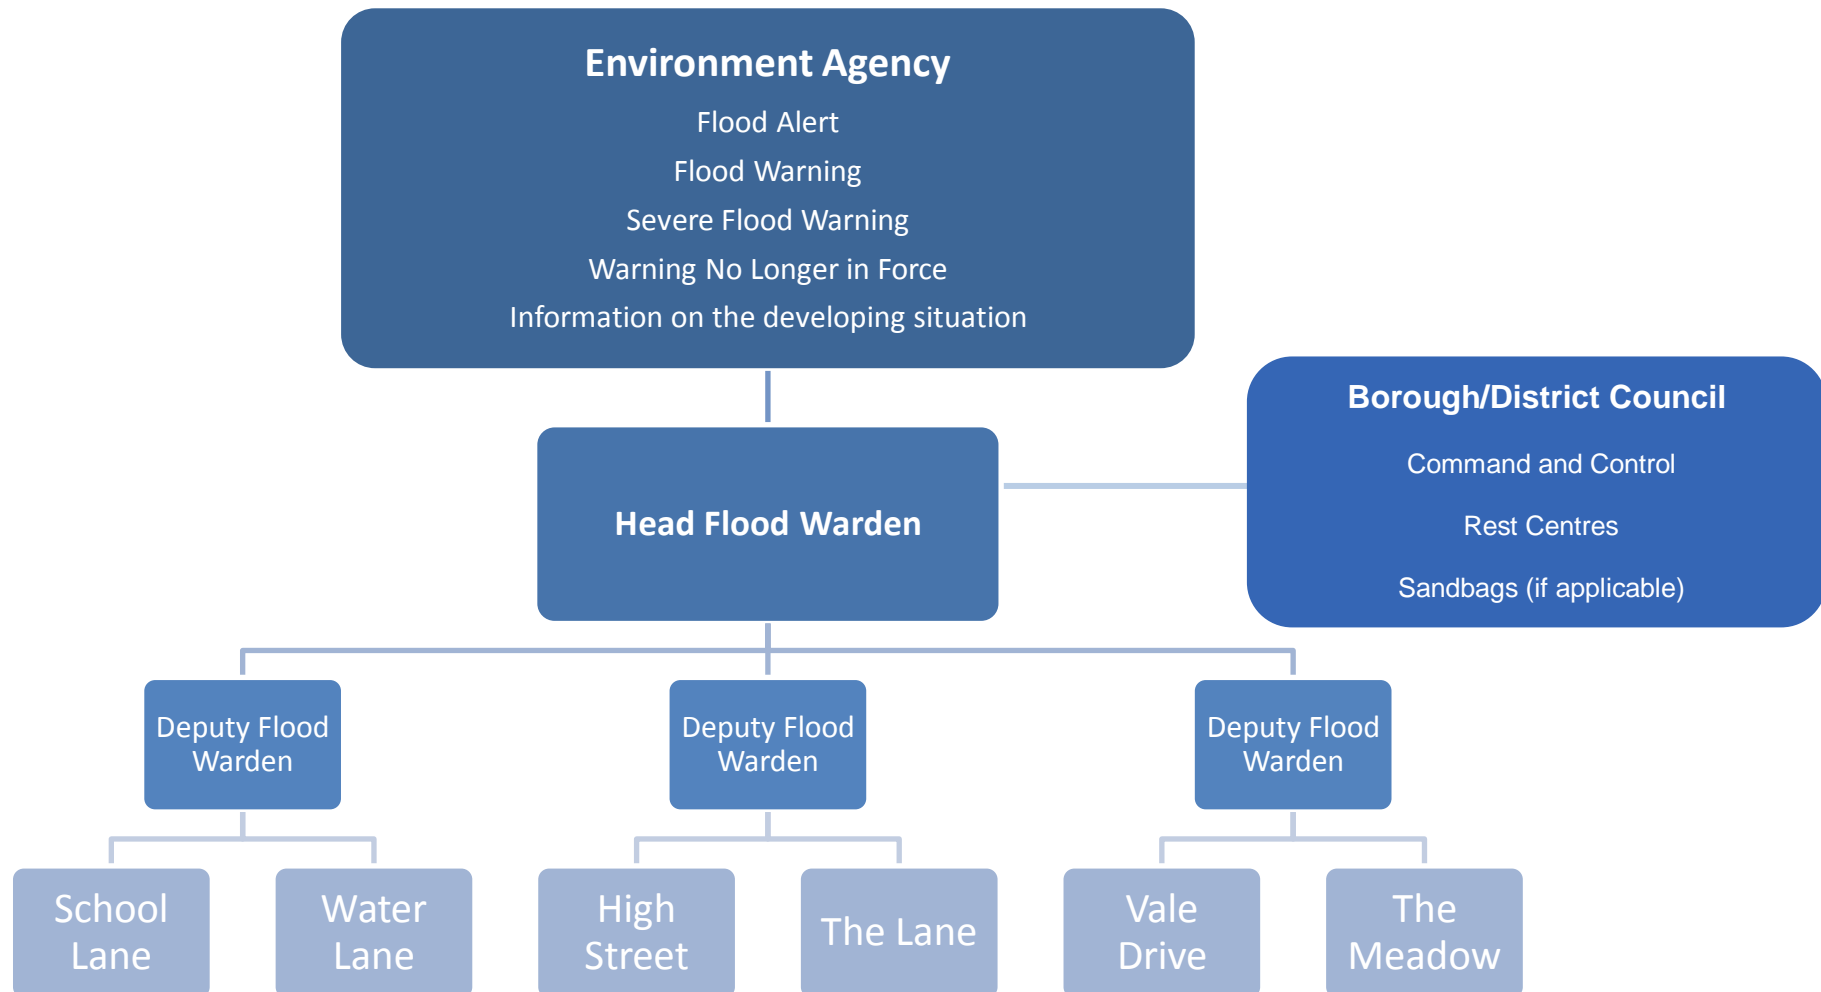 Environment Agency
Flood Alert
Flood Warning
Severe Flood Warning
Warning No Longer in Force
Information on the developing situation
Borough/District Council
Command and Control
Rest Centres
Sandbags (if applicable)
Head Flood Warden
Deputy Flood
Warden
Deputy Flood
Warden
Deputy Flood
Warden
School
Lane
Water
Lane
High
Street
The Lane
Vale
Drive
The
Meadow